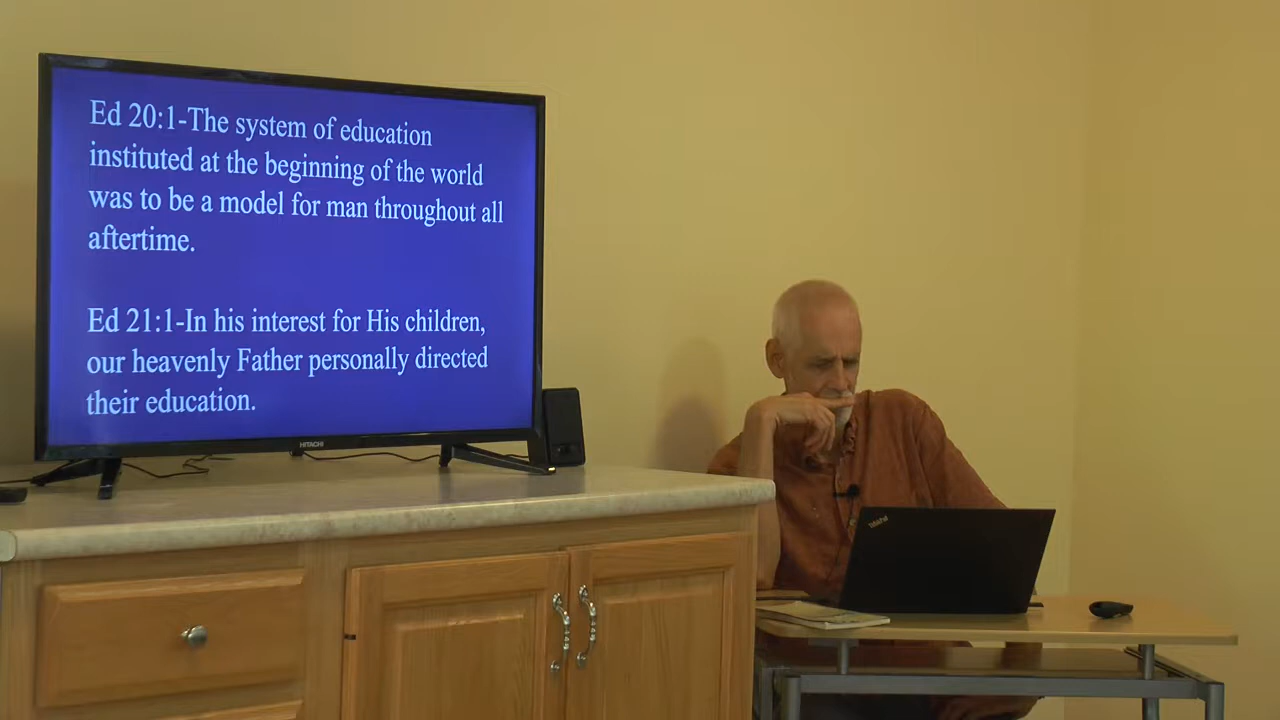 Ed 20:1-The system of education
instituted at the beginning of the world
was to be a model for man throughout all
aftertime.
Ed 21:1-In his interest for His children,
our heavenly Father personally directed
their education.
HITACHI
ThinkPad